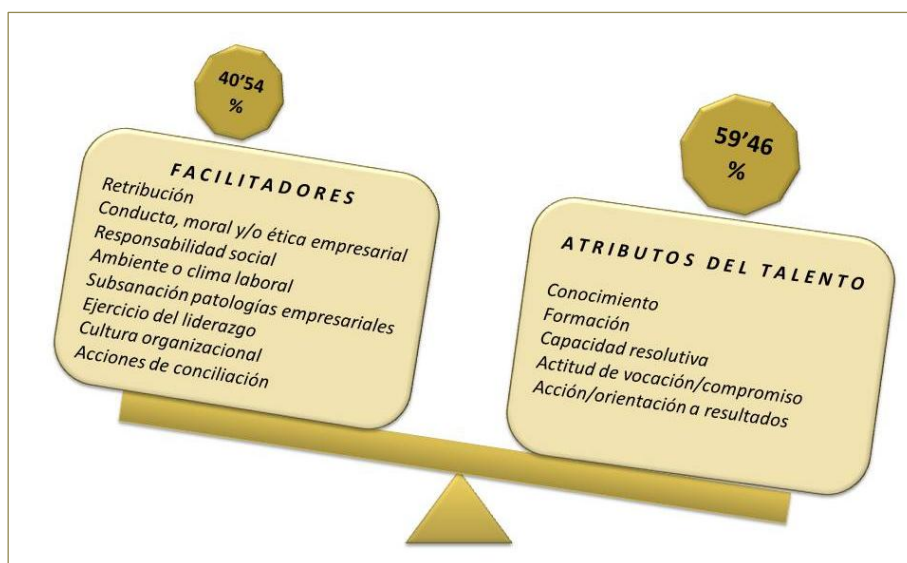 40'54
%
FACILITADORES
Retribución
Conducta, moral y/o ética empresarial
Responsabilidad social
Ambiente o clima laboral
Subsanación patologías empresariales
Ejercicio del liderazgo
Cultura organizacional
Acciones de conciliación
59'46
%
ATRIBUTOS DEL TALENTO
Conocimiento
Formación
Capacidad resolutiva
Actitud de vocación/compromiso
Acción/orientación a resultados